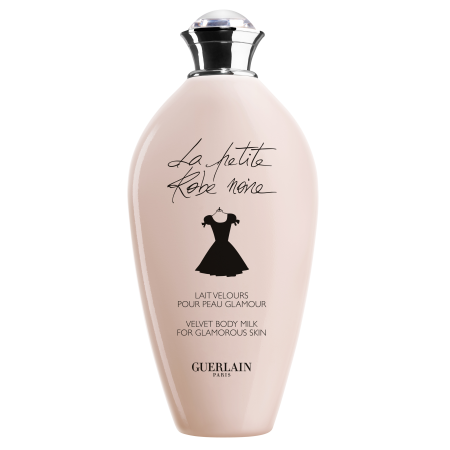 La petite
Robe noire
LAIT VELOURS
POUR PEAU GLAMOUR
VELVET BODY MILK
FOR GLAMOROUS SKIN
GUERLAIN
PARIS